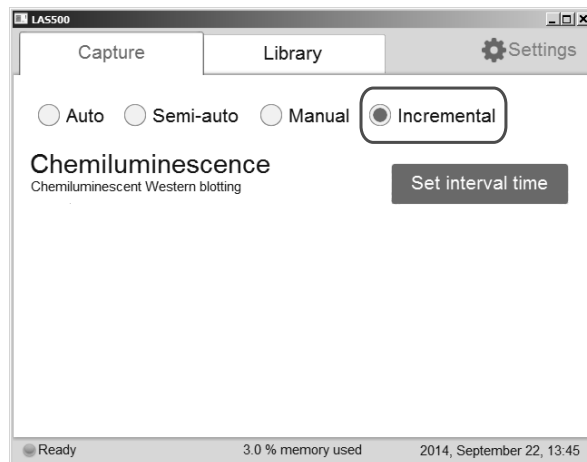 LAS500
Capture Library Settings
Auto Semi-auto Manual Incremental
Chemiluminescence
Chemiluminescent Western blotting
Set interval time
Ready 3.0 % memory used 2014, September 22, 13:45